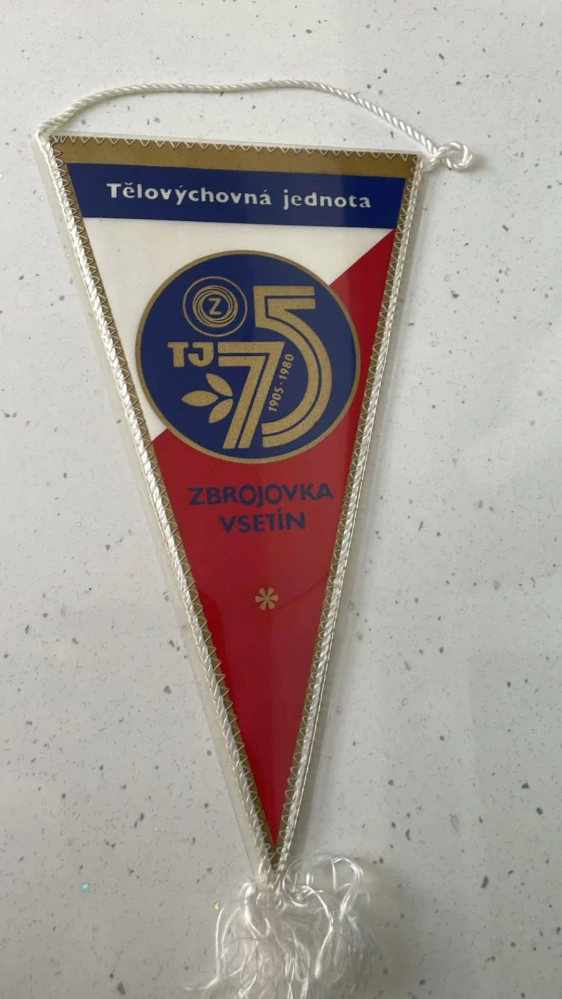 Tělovýchovná jednota
Z
TJ 75
1905-1980
ZBROJOVKA
VSETÍN
*